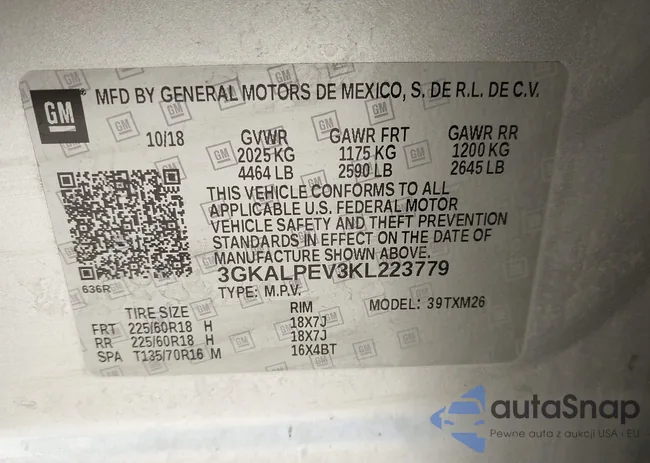 GM MFD BY GENERAL MOTORS DE MEXICO, S. DE R.L. DE C.V.
10/18 GVWR GAWR FRT GAWR RR
2025 KG 1175 KG 1200 KG
4464 LB 2590 LB 2645 LB
THIS VEHICLE CONFORMS TO ALL
APPLICABLE U.S. FEDERAL MOTOR
VEHICLE SAFETY AND THEFT PREVENTION
STANDARDS IN EFFECT ON THE DATE OF
MANUFACTURE SHOWN ABOVE.
636R 3GKALPEV3KL223779
TYPE: M.P.V. MODEL: 39TXM26
TIRE SIZE RIM
FRT 225/60R18 H 18X7J
RR 225/60R18 H 18X7J
SPA T135/70R16 M 16X4BT
autaSnap
Pewne auta z aukcji USA i EU